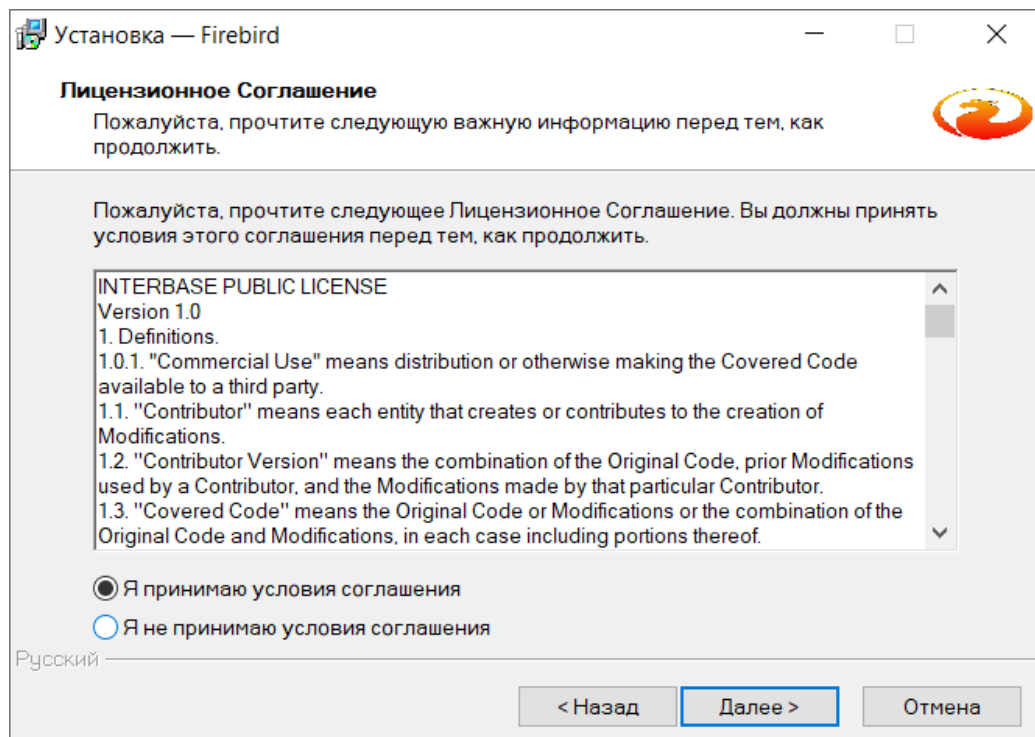 Установка — Firebird
Лицензионное Соглашение
Пожалуйста, прочтите следующую важную информацию перед тем, как
продолжить.
Пожалуйста, прочтите следующее Лицензионное Соглашение. Вы должны принять
условия этого соглашения перед тем, как продолжить.
INTERBASE PUBLIC LICENSE
Version 1.0
1. Definitions.
1.0.1. "Commercial Use" means distribution or otherwise making the Covered Code
available to a third party.
1.1. "Contributor" means each entity that creates or contributes to the creation of
Modifications.
1.2. "Contributor Version" means the combination of the Original Code, prior Modifications
used by a Contributor, and the Modifications made by that particular Contributor.
1.3. "Covered Code" means the Original Code or Modifications or the combination of the
Original Code and Modifications, in each case including portions thereof.
Я принимаю условия соглашения
Я не принимаю условия соглашения
Русский
< Назад
Далее >
Отмена